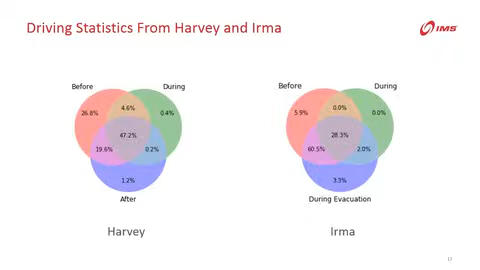 Driving Statistics From Harvey and Irma
IMS
Before
During
26.8%
4.6%
0.4%
47.2%
19.6%
0.2%
1.2%
After
Harvey
Before
During
5.9%
0.0%
0.0%
28.3%
60.5%
2.0%
3.3%
During Evacuation
Irma